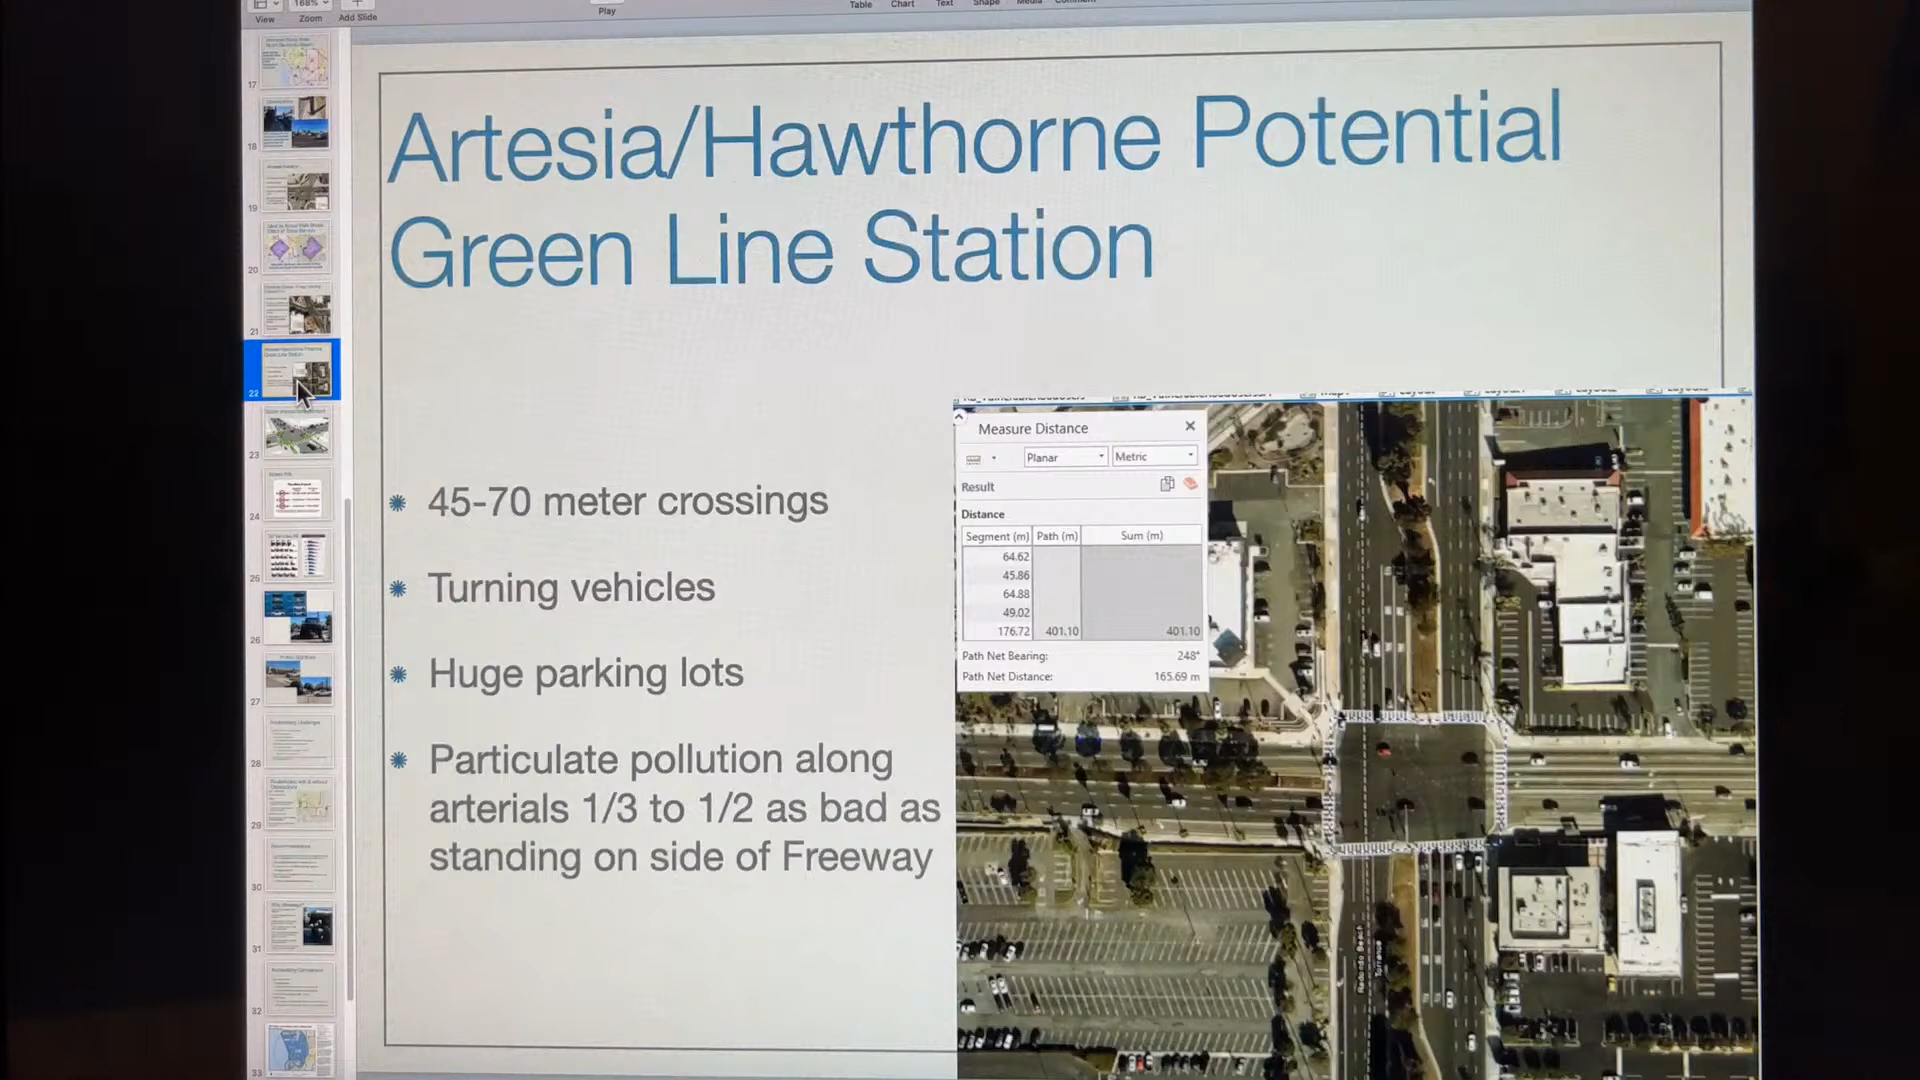 168%
View
Zoom
Add Slide
Play
Table
Chart
Text
Shape
Media
Comment
17
18
19
20
21
22
23
24
25
26
27
28
29
30
31
32
33
Artesia/Hawthorne Potential
Green Line Station
45-70 meter crossings
Turning vehicles
Huge parking lots
Particulate pollution along
arterials 1/3 to 1/2 as bad as
standing on side of Freeway
Measure Distance
Planar
Metric
Result
Distance
Segment (m)
Path (m)
Sum (m)
64.62
45.86
64.88
49.02
176.72
401.10
401.10
Path Net Bearing:
248°
Path Net Distance:
165.69 m
Redondo Beach
Torrance